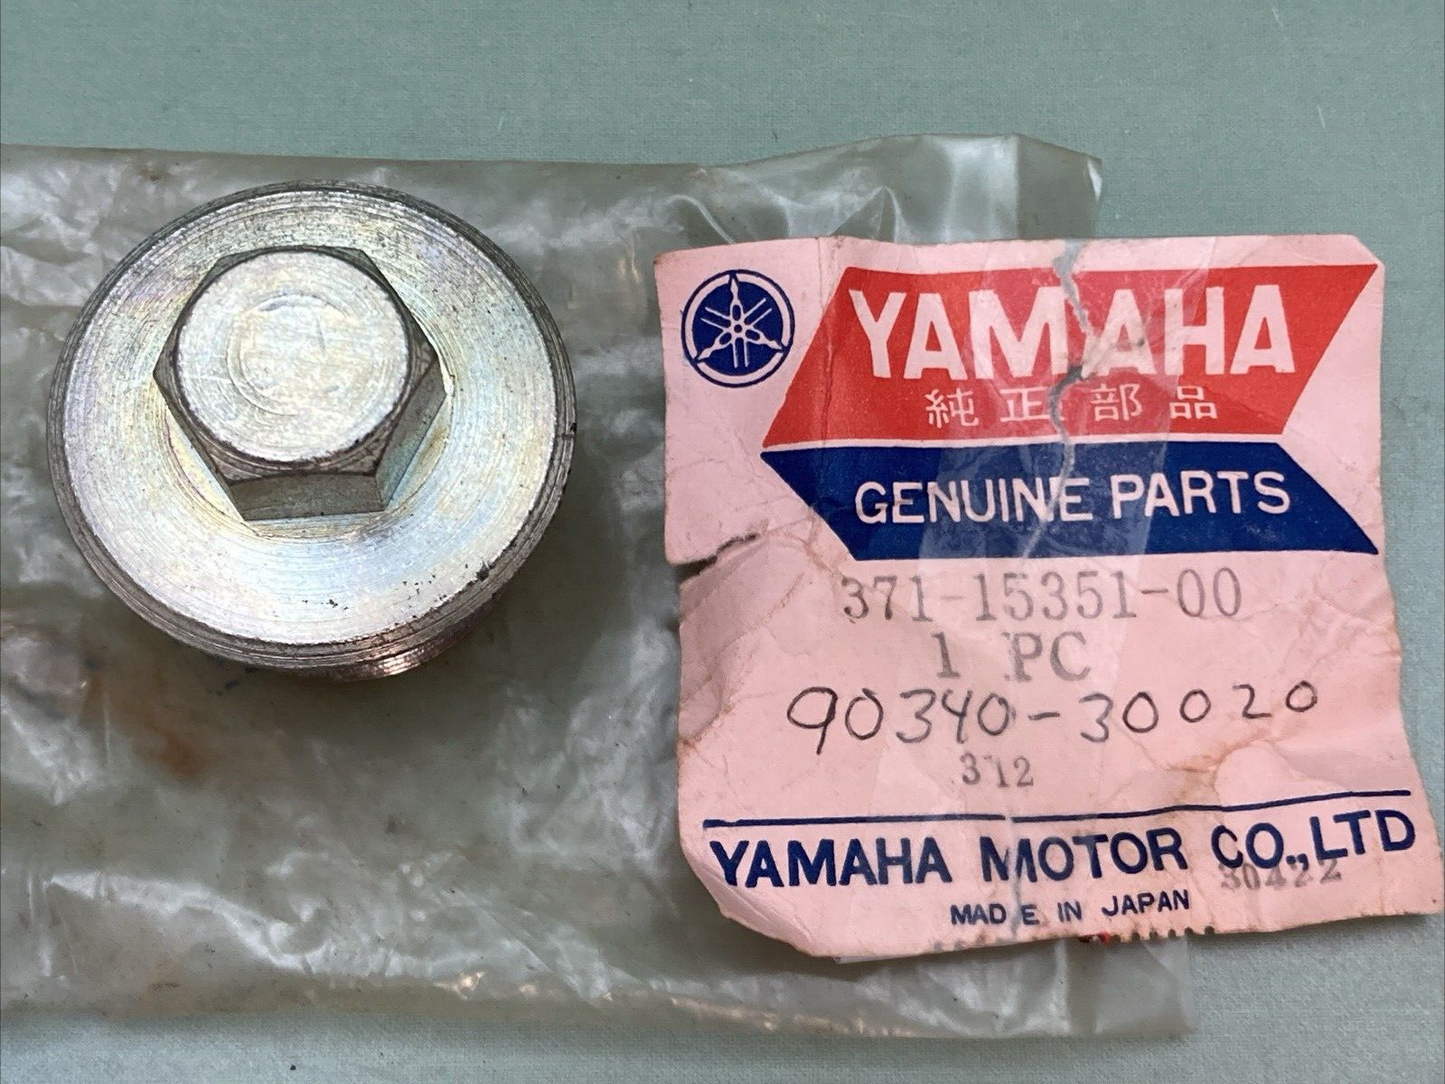 YAMAHA
純正部品
GENUINE PARTS
371-15351-00
1 PC
90340-30020
312
YAMAHA MOTOR CO.,LTD
30422
MADE IN JAPAN